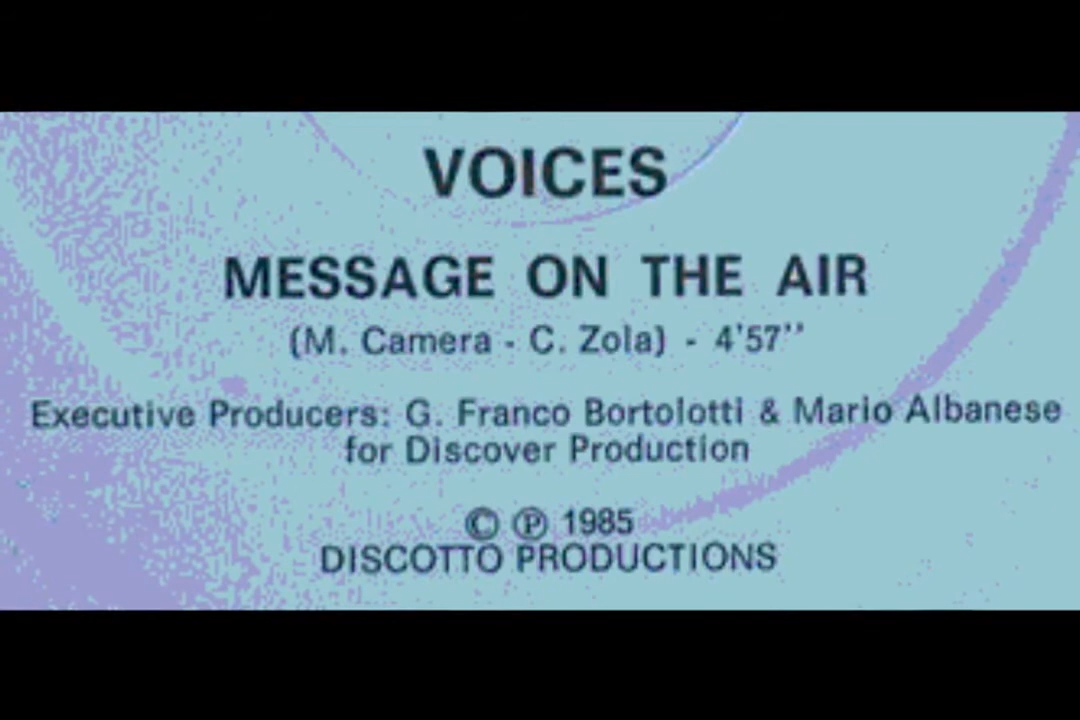 VOICES
MESSAGE ON THE AIR
(M. Camera - C. Zola) - 4'57''
Executive Producers: G. Franco Bortolotti & Mario Albanese
for Discover Production
© ℗ 1985
DISCOTTO PRODUCTIONS